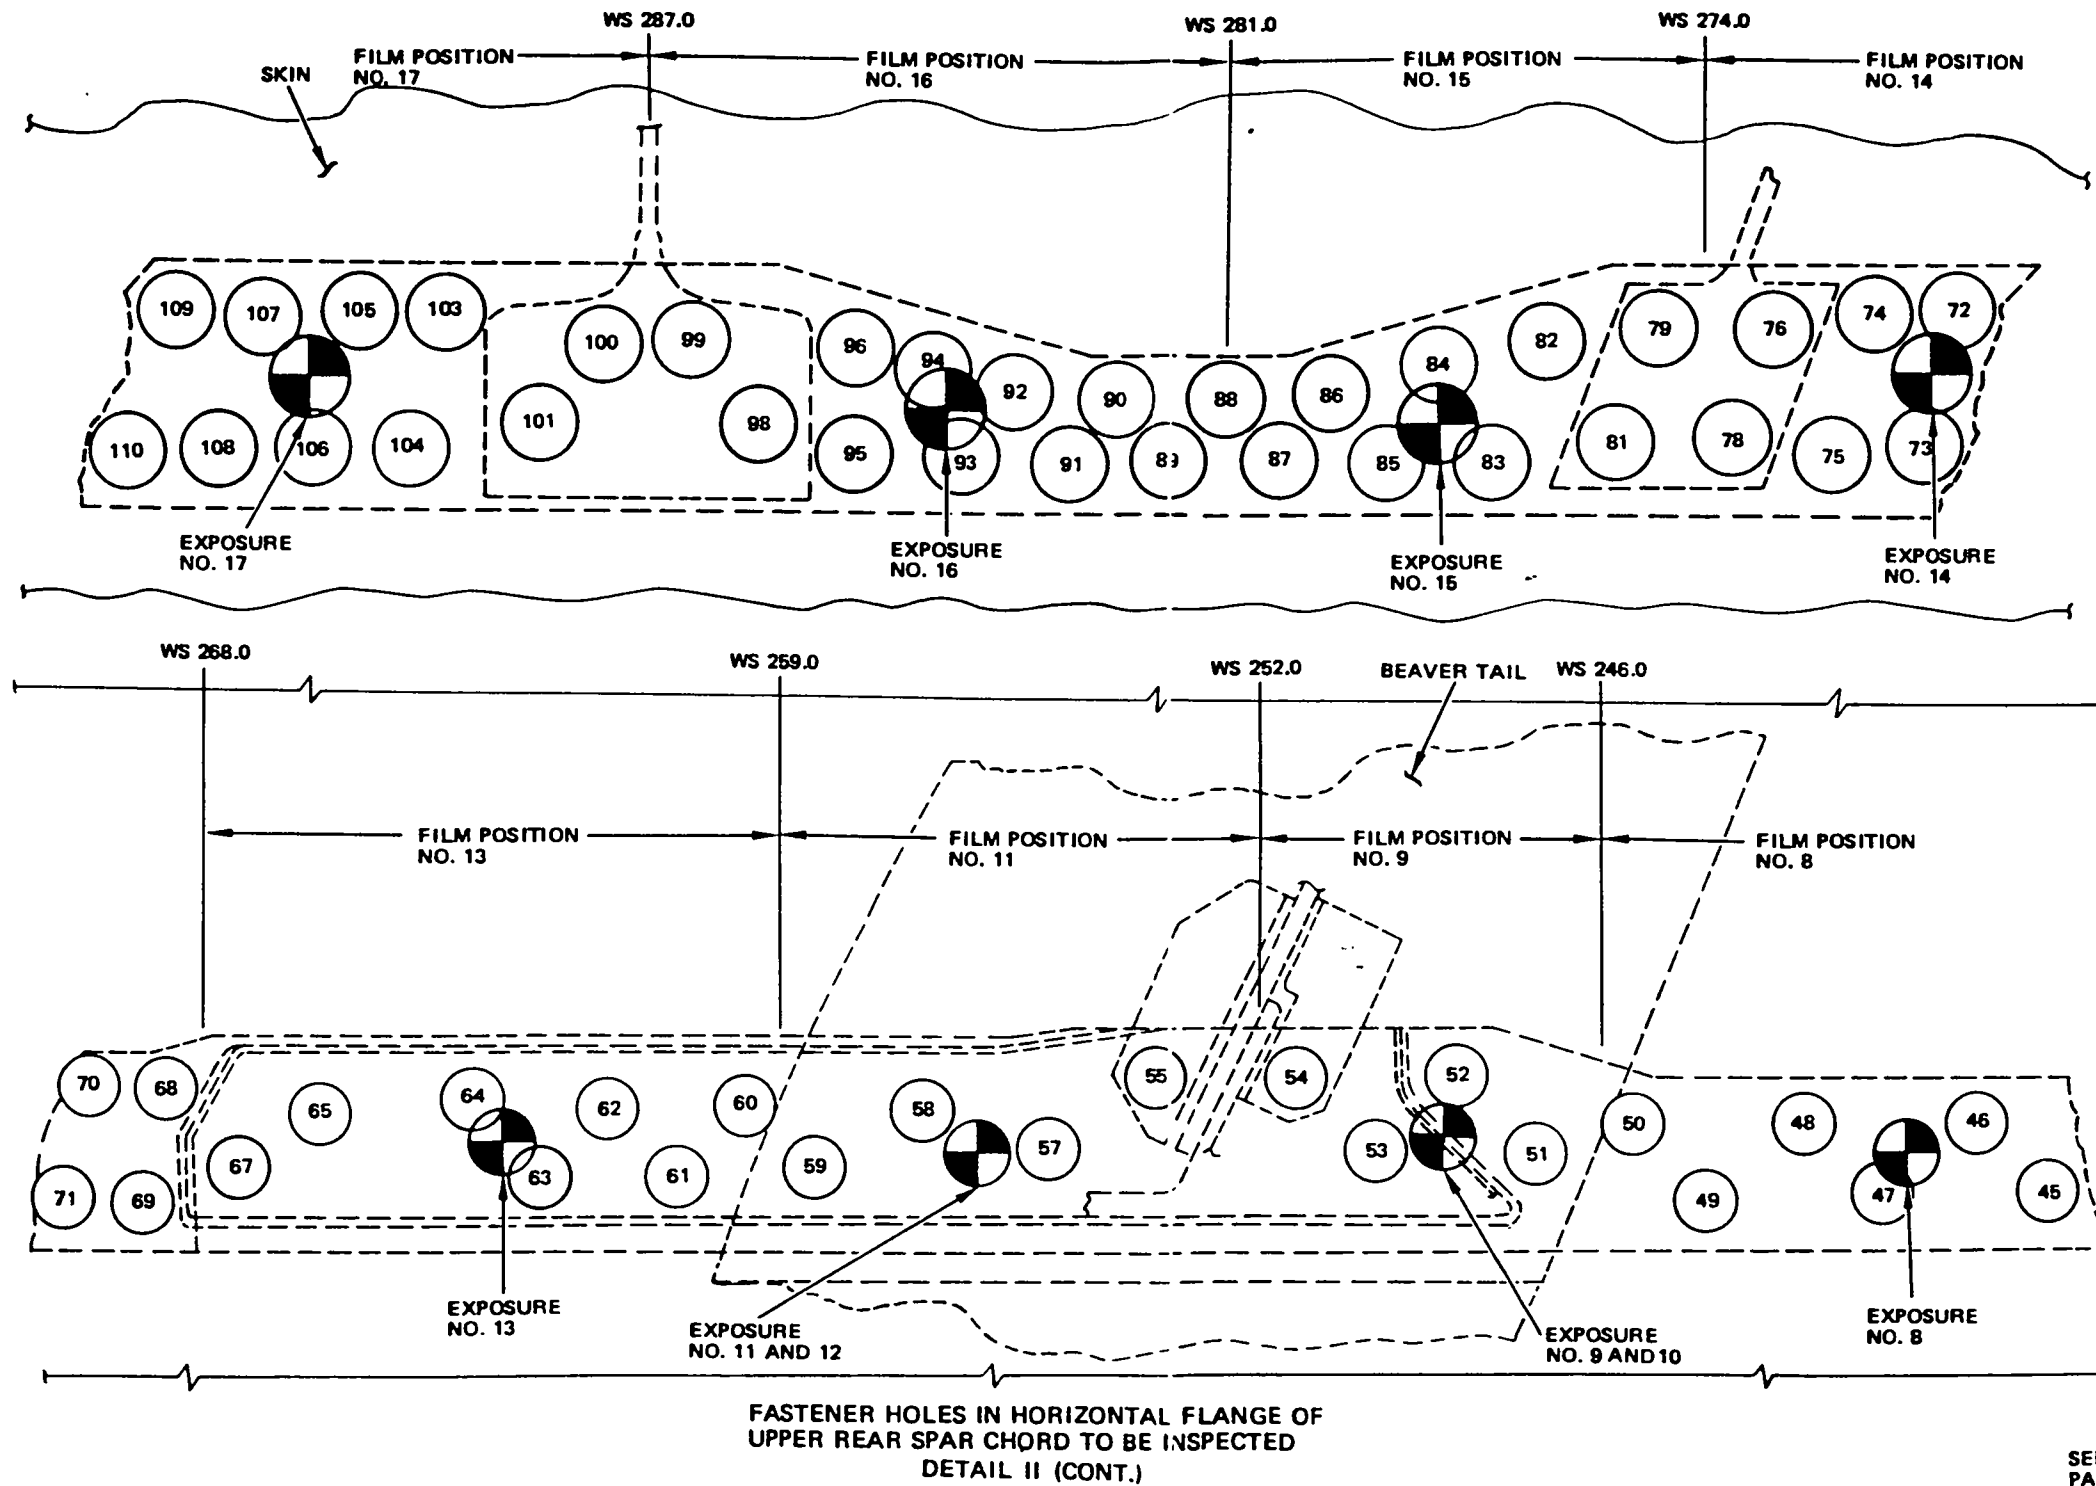 WS 287.0
WS 281.0
WS 274.0
SKIN
FILM POSITION
NO. 17
FILM POSITION
NO. 16
FILM POSITION
NO. 15
FILM POSITION
NO. 14
109
107
105
103
100
99
96
94
92
90
88
86
84
82
79
76
74
72
110
108
106
104
101
98
95
93
91
89
87
85
83
81
78
75
73
EXPOSURE
NO. 17
EXPOSURE
NO. 16
EXPOSURE
NO. 15
EXPOSURE
NO. 14
WS 268.0
WS 259.0
WS 252.0
BEAVER TAIL
WS 246.0
FILM POSITION
NO. 13
FILM POSITION
NO. 11
FILM POSITION
NO. 9
FILM POSITION
NO. 8
70
68
65
64
62
60
58
55
54
52
50
48
46
71
69
67
63
61
59
57
53
51
49
47
45
EXPOSURE
NO. 13
EXPOSURE
NO. 11 AND 12
EXPOSURE
NO. 9 AND 10
EXPOSURE
NO. 8
FASTENER HOLES IN HORIZONTAL FLANGE OF
UPPER REAR SPAR CHORD TO BE INSPECTED
DETAIL II (CONT.)